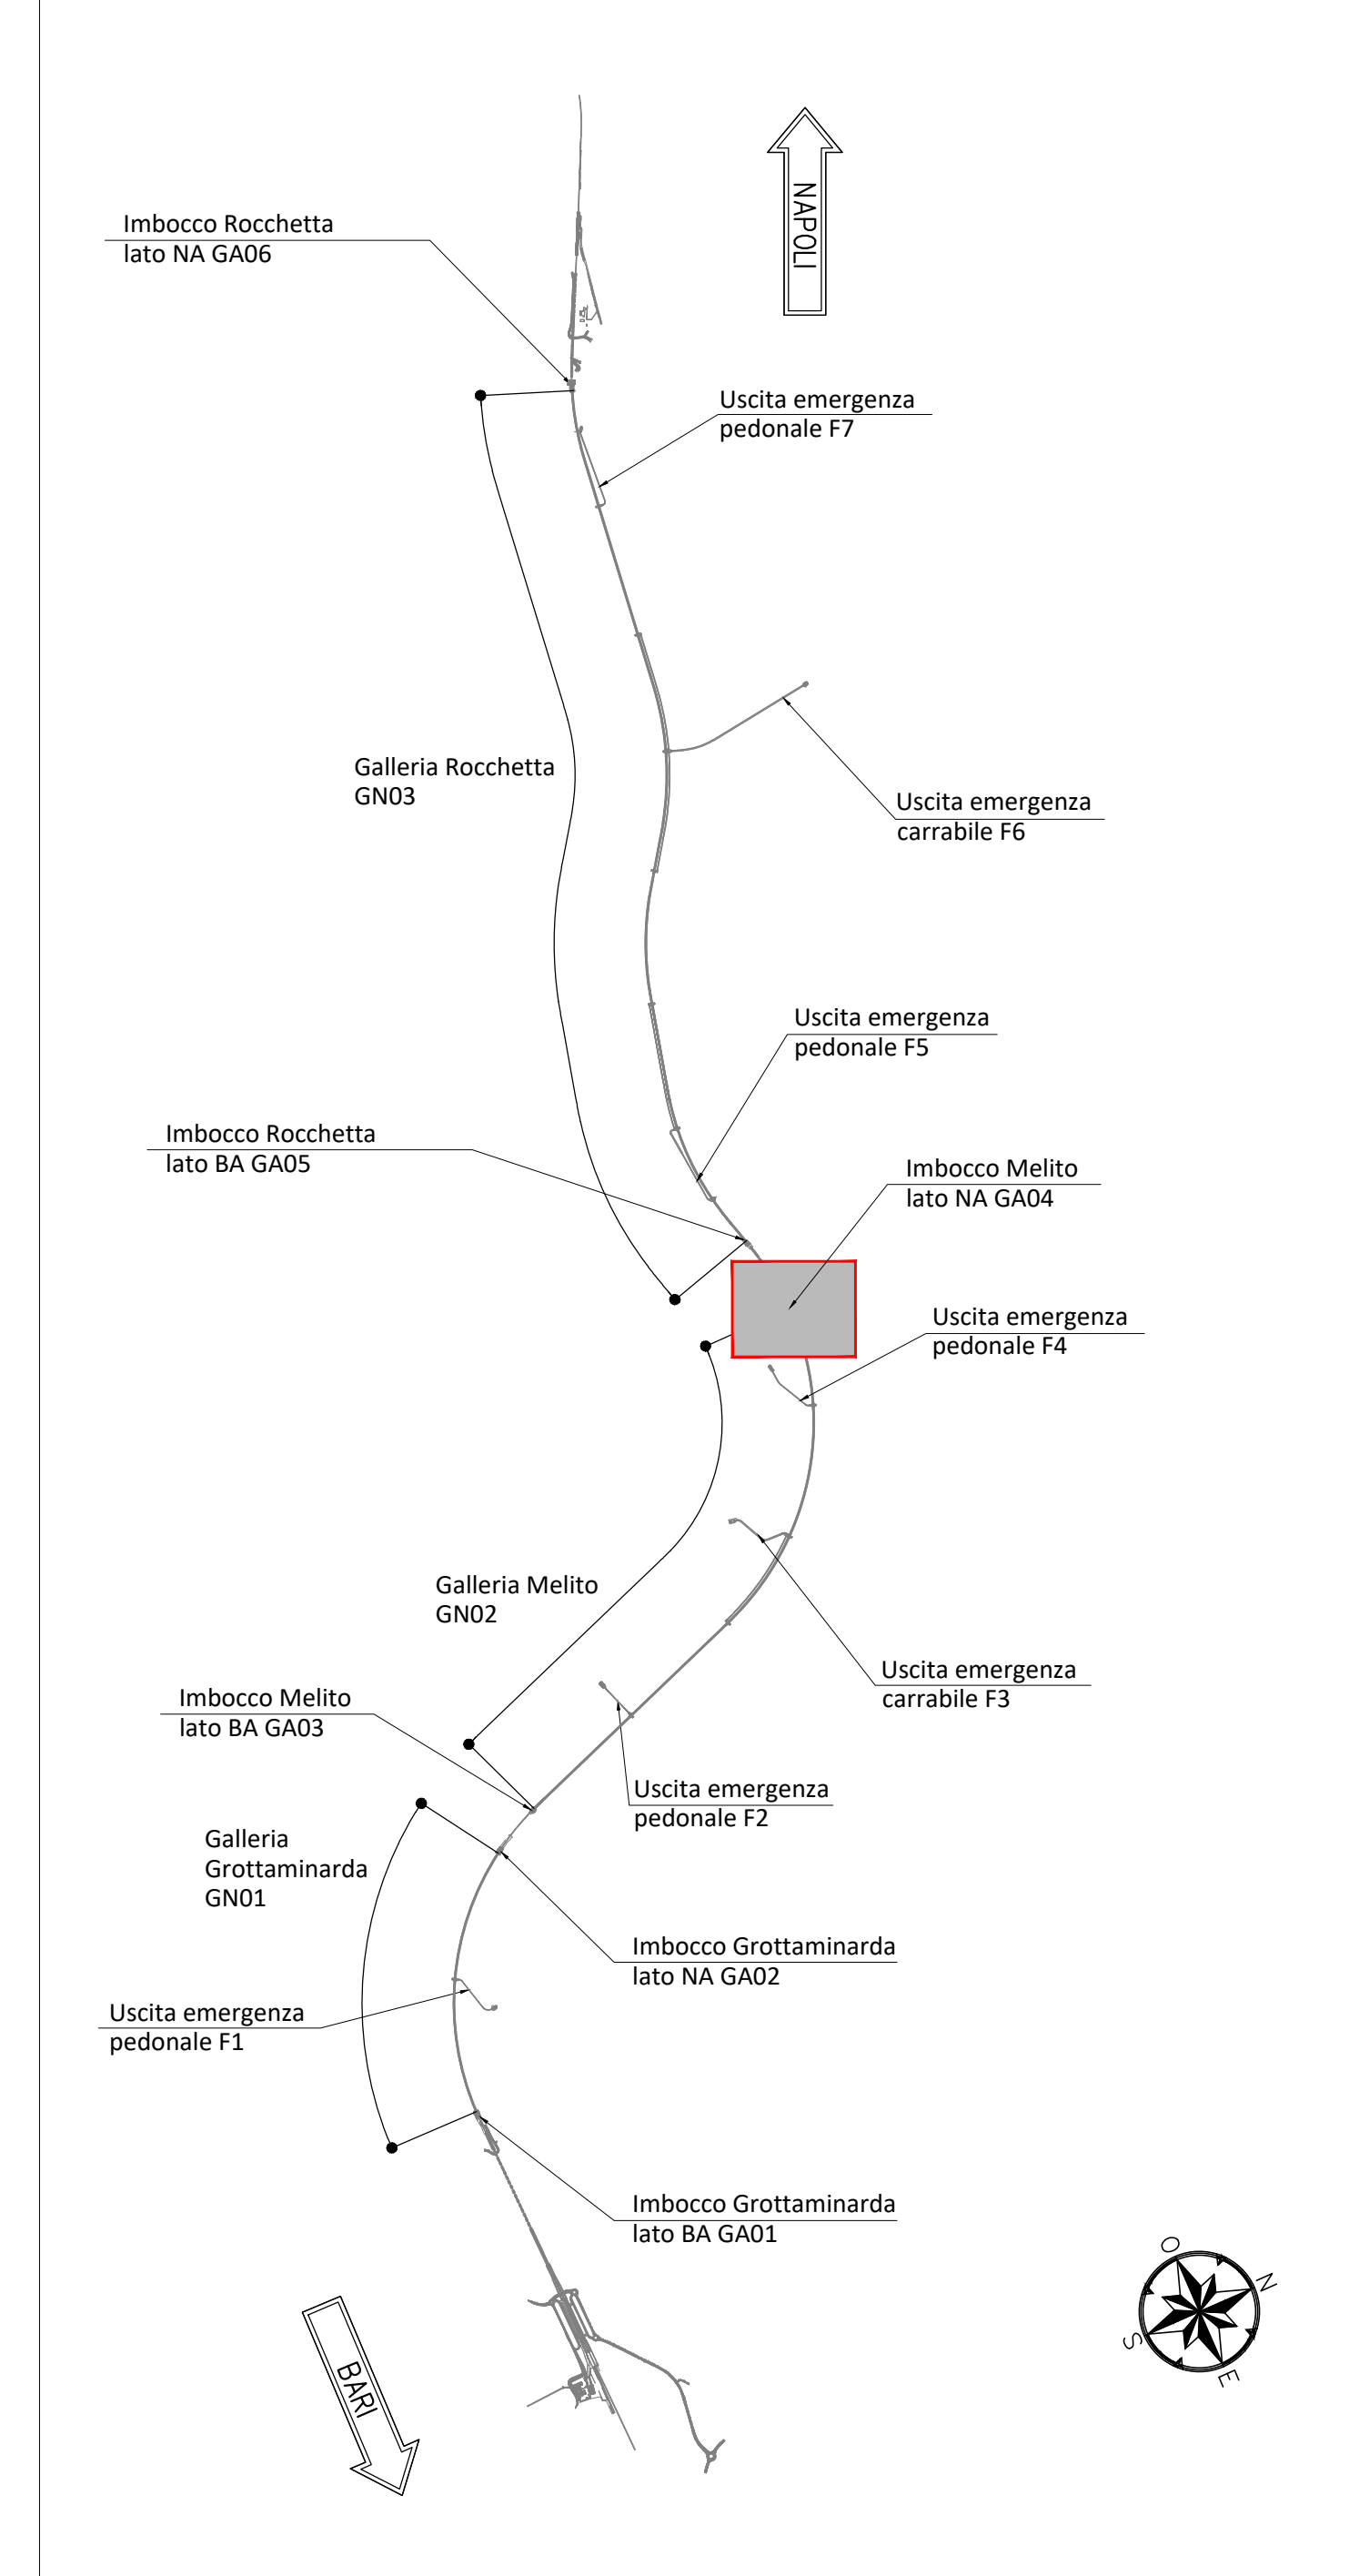 NAPOLI
Imbocco Rocchetta
lato NA GA06
Uscita emergenza
pedonale F7
Galleria Rocchetta
GN03
Uscita emergenza
carrabile F6
Uscita emergenza
pedonale F5
Imbocco Rocchetta
lato BA GA05
Imbocco Melito
lato NA GA04
Uscita emergenza
pedonale F4
Galleria Melito
GN02
Uscita emergenza
carrabile F3
Imbocco Melito
lato BA GA03
Uscita emergenza
pedonale F2
Galleria
Grottaminarda
GN01
Imbocco Grottaminarda
lato NA GA02
Uscita emergenza
pedonale F1
Imbocco Grottaminarda
lato BA GA01
BARI
O
N
S
E